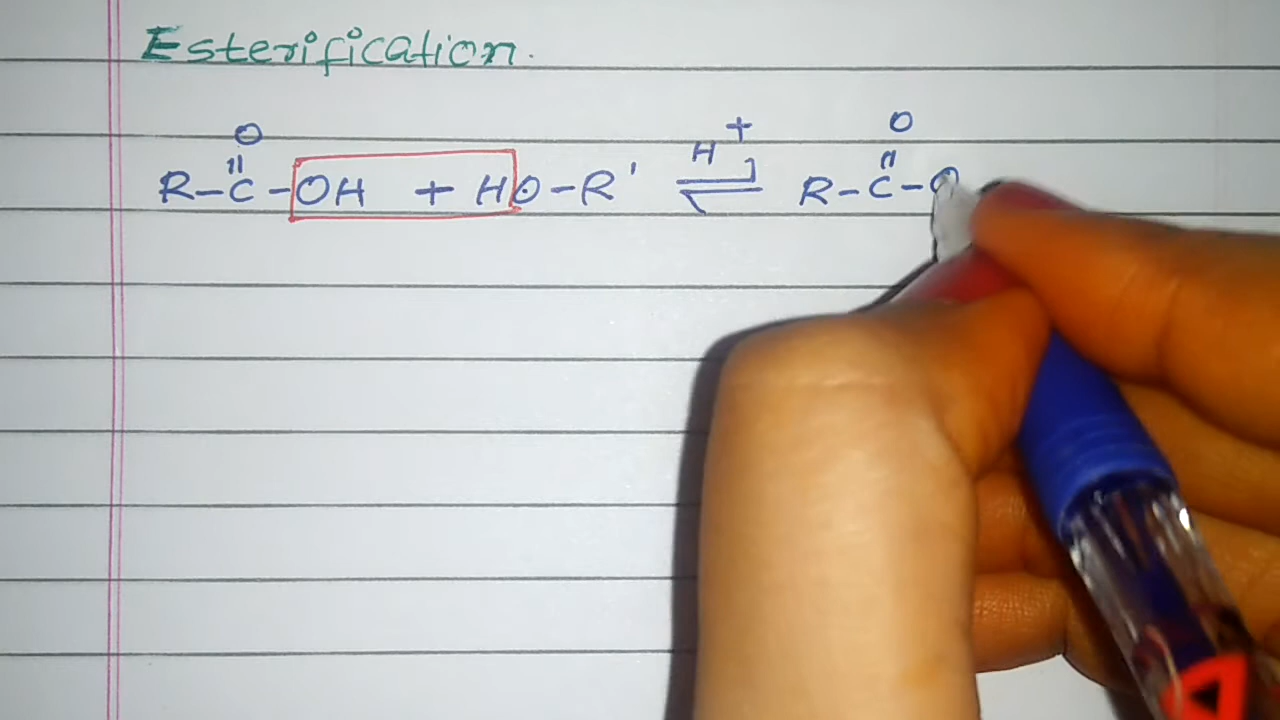 Esterification.
O H+ O
|| ||
R-C-OH + HO-R' ⇌ R-C-O